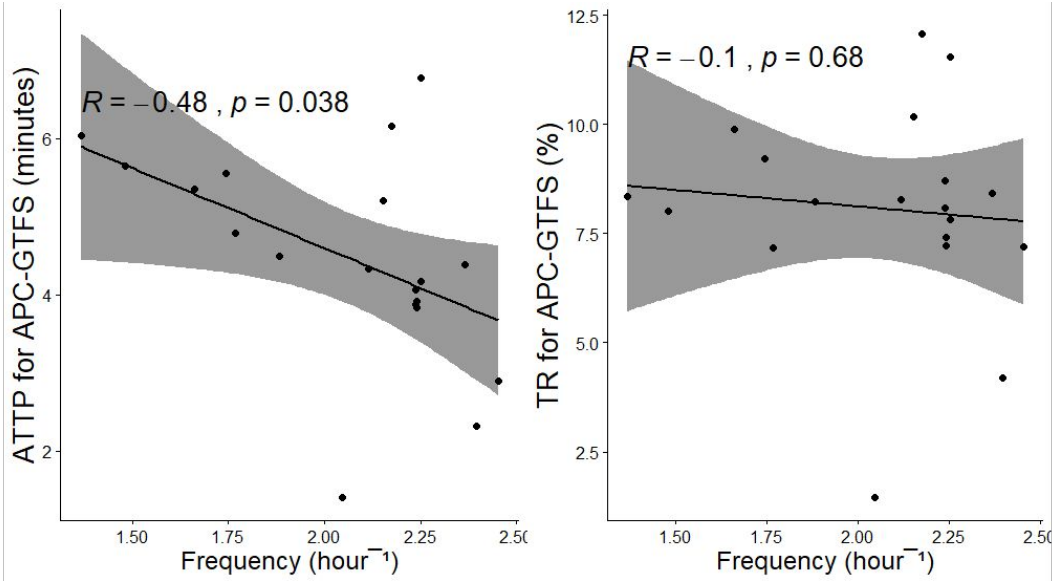 ATTP for APC-GTFS (minutes)
R = −0.48 , p = 0.038
6
4
2
1.50 1.75 2.00 2.25 2.50
Frequency (hour⁻¹)
TR for APC-GTFS (%)
R = −0.1 , p = 0.68
12.5
10.0
7.5
5.0
2.5
1.50 1.75 2.00 2.25 2.50
Frequency (hour⁻¹)